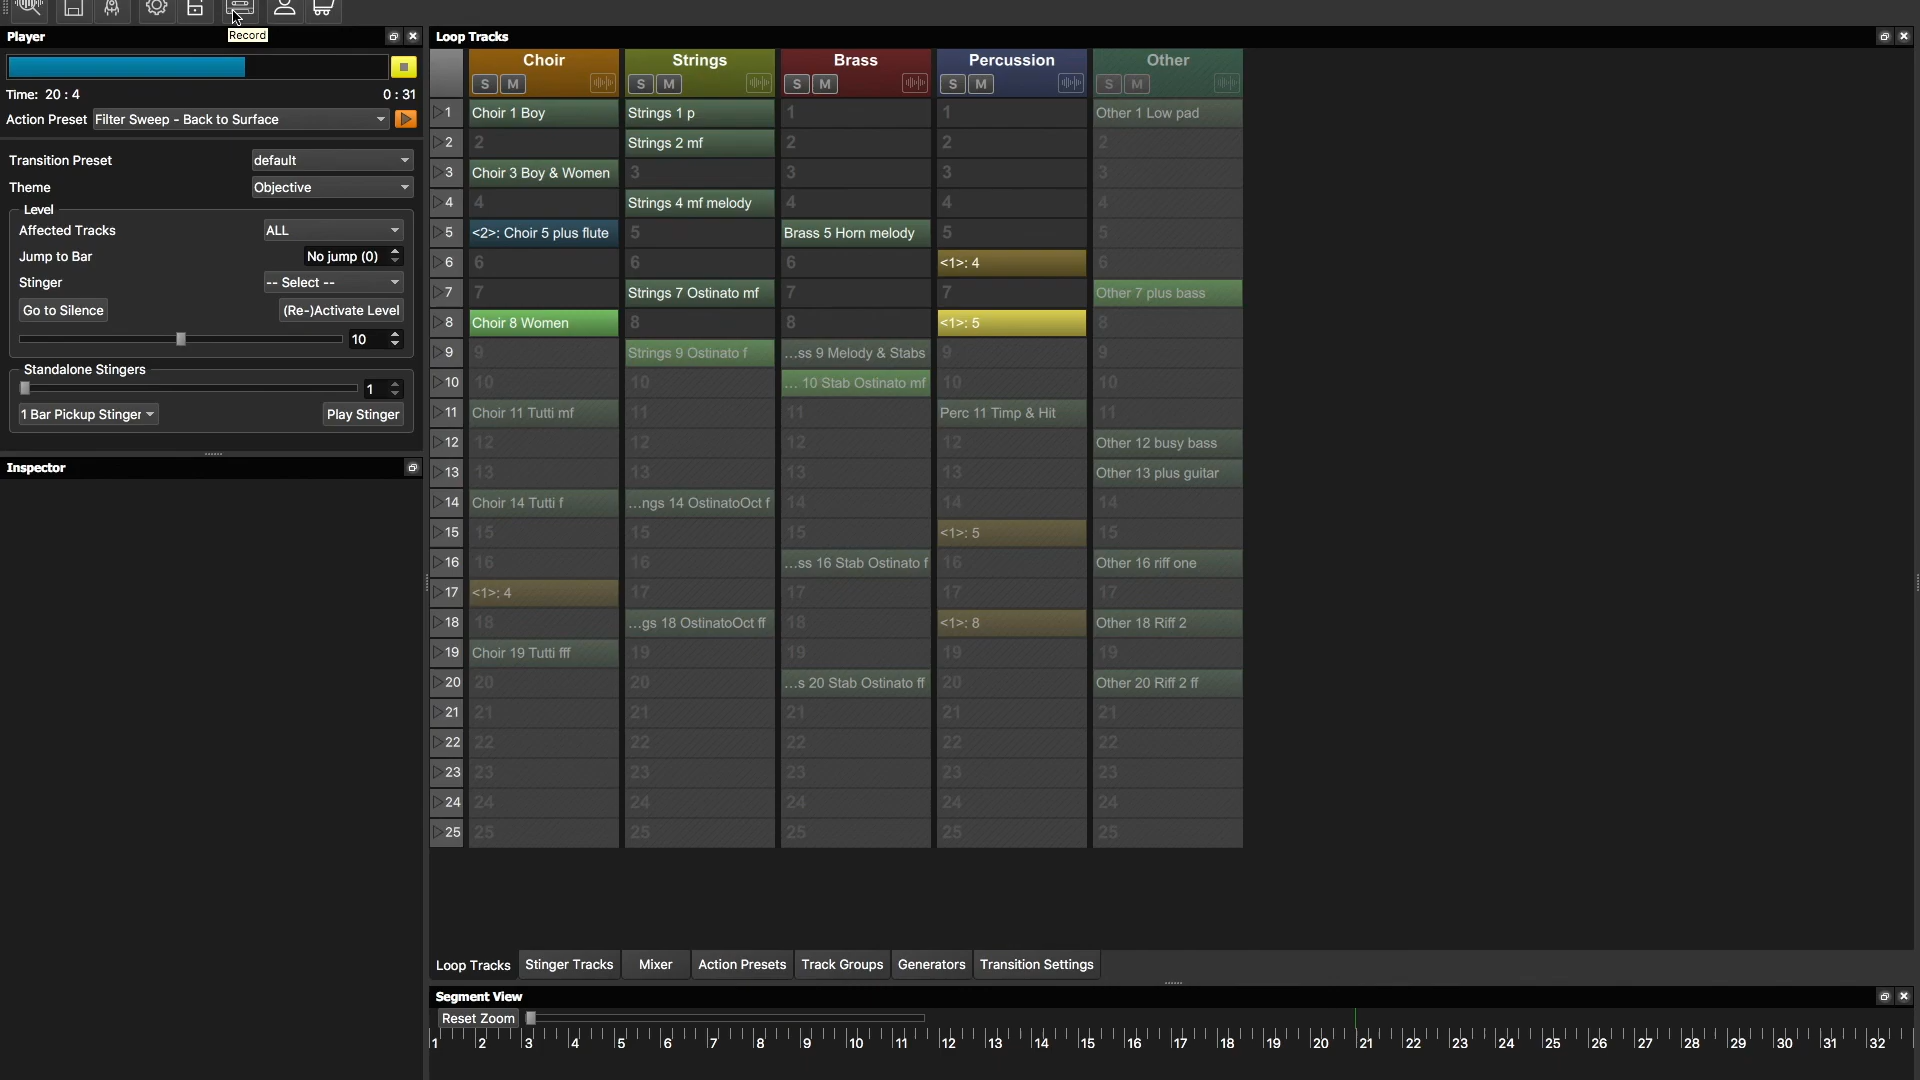 Record
Player
Time: 20 : 4
0 : 31
Action Preset
Filter Sweep - Back to Surface
Transition Preset
default
Theme
Objective
Level
Affected Tracks
ALL
Jump to Bar
No jump (0)
Stinger
-- Select --
Go to Silence
(Re-)Activate Level
10
Standalone Stingers
1
1 Bar Pickup Stinger
Play Stinger
Inspector
Loop Tracks
Choir Strings Brass Percussion Other
S M S M S M S M S M
1 Choir 1 Boy Strings 1 p 1 1 Other 1 Low pad
2 2 Strings 2 mf 2 2 2
3 Choir 3 Boy & Women 3 3 3 3
4 4 Strings 4 mf melody 4 4 4
5 <2>: Choir 5 plus flute 5 Brass 5 Horn melody 5 5
6 6 6 6 <1>: 4 6
7 7 Strings 7 Ostinato mf 7 7 Other 7 plus bass
8 Choir 8 Women 8 8 <1>: 5 8
9 9 Strings 9 Ostinato f ...ss 9 Melody & Stabs 9 9
10 10 10 ... 10 Stab Ostinato mf 10 10
11 Choir 11 Tutti mf 11 11 Perc 11 Timp & Hit 11
12 12 12 12 12 Other 12 busy bass
13 13 13 13 13 Other 13 plus guitar
14 Choir 14 Tutti f ...ngs 14 OstinatoOct f 14 14 14
15 15 15 15 <1>: 5 15
16 16 16 ...ss 16 Stab Ostinato f 16 Other 16 riff one
17 <1>: 4 17 17 17 17
18 18 ...gs 18 OstinatoOct ff 18 <1>: 8 Other 18 Riff 2
19 Choir 19 Tutti fff 19 19 19 19
20 20 20 ...s 20 Stab Ostinato ff 20 Other 20 Riff 2 ff
21 21 21 21 21 21
22 22 22 22 22 22
23 23 23 23 23 23
24 24 24 24 24 24
25 25 25 25 25 25
Loop Tracks Stinger Tracks Mixer Action Presets Track Groups Generators Transition Settings
Segment View
Reset Zoom
1 2 3 4 5 6 7 8 9 10 11 12 13 14 15 16 17 18 19 20 21 22 23 24 25 26 27 28 29 30 31 32